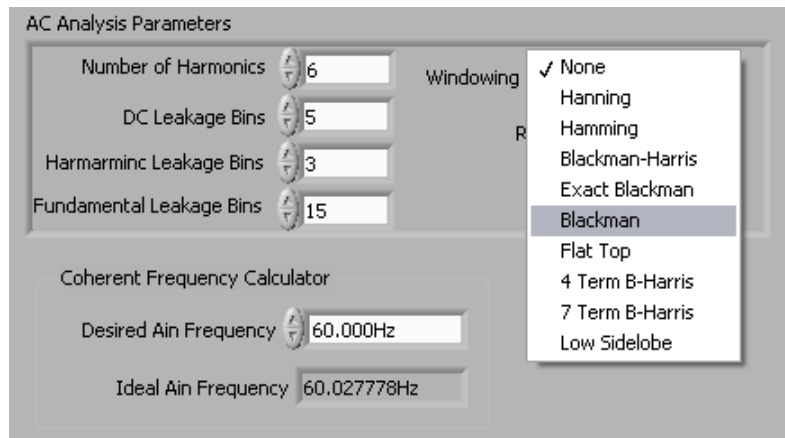 AC Analysis Parameters
Number of Harmonics 6
DC Leakage Bins 5
Harmarminc Leakage Bins 3
Fundamental Leakage Bins 15
Windowing
R
✓ None
Hanning
Hamming
Blackman-Harris
Exact Blackman
Blackman
Flat Top
4 Term B-Harris
7 Term B-Harris
Low Sidelobe
Coherent Frequency Calculator
Desired Ain Frequency 60.000Hz
Ideal Ain Frequency 60.027778Hz